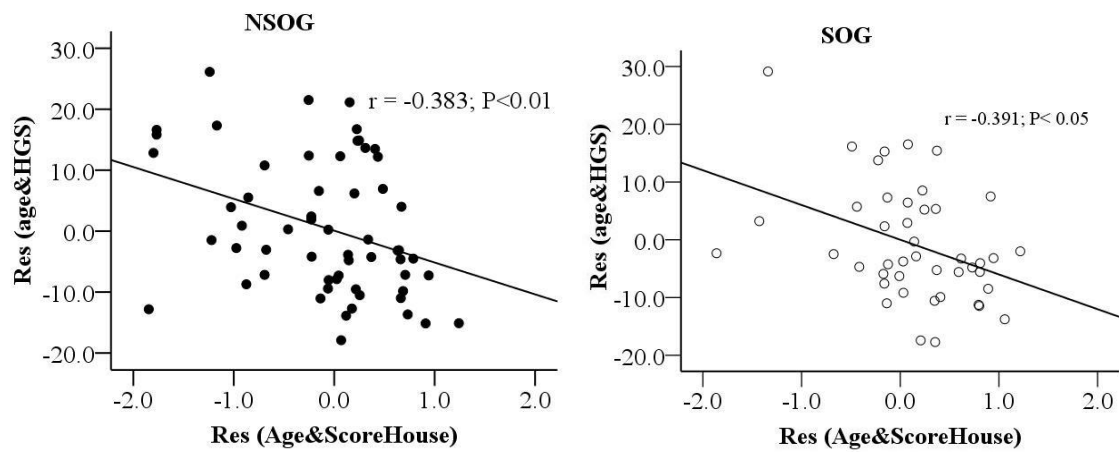 NSOG
30.0
20.0
10.0
0.0
-10.0
-20.0
Res (age&HGS)
r = -0.383; P<0.01
-2.0 -1.0 0.0 1.0 2.0
Res (Age&ScoreHouse)
SOG
30.0
20.0
10.0
0.0
-10.0
-20.0
Res (age&HGS)
r = -0.391; P< 0.05
-2.0 -1.0 0.0 1.0 2.0
Res (Age&ScoreHouse)